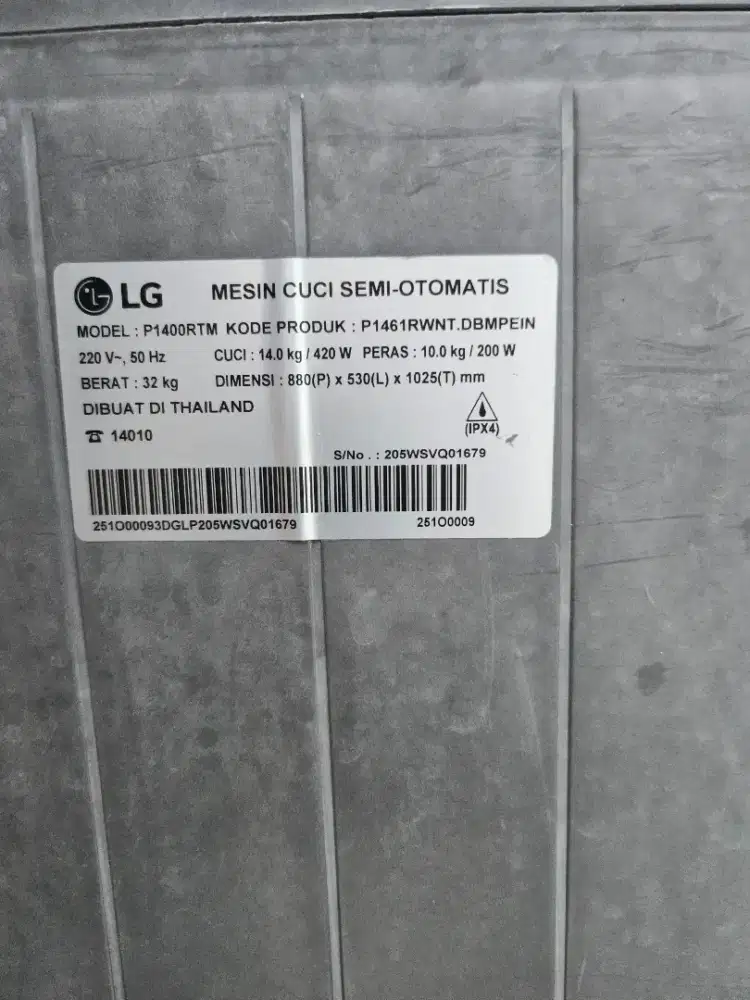 LG MESIN CUCI SEMI-OTOMATIS
MODEL : P1400RTM KODE PRODUK : P1461RWNT.DBMPEIN
220 V~, 50 Hz CUCI : 14.0 kg / 420 W PERAS : 10.0 kg / 200 W
BERAT : 32 kg DIMENSI : 880(P) x 530(L) x 1025(T) mm
DIBUAT DI THAILAND
☎ 14010
(IPX4)
S/No . : 205WSVQ01679
251O00093DGLP205WSVQ01679 251O0009